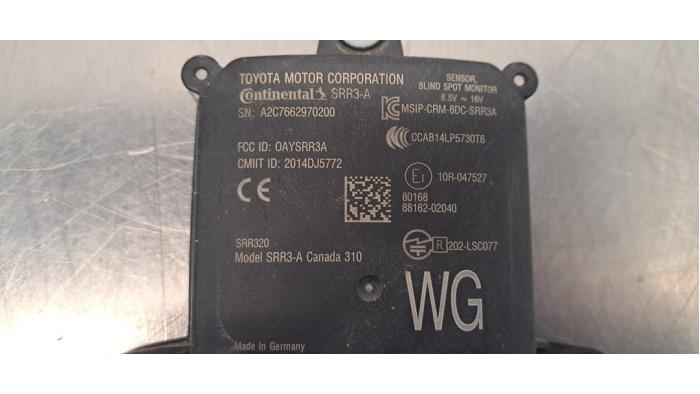 TOYOTA MOTOR CORPORATION
Continental SRR3-A
SN: A2C7662970200
FCC ID: OAYSRR3A
CMIIT ID: 2014DJ5772
CE
SRR320
Model SRR3-A Canada 310
Made in Germany
SENSOR,
BLIND SPOT MONITOR
8.5V ~ 16V
MSIP-CRM-8DC-SRR3A
CCAB14LP5730T6
E1 10R-047527
80168
88162-02040
R 202-LSC077
WG